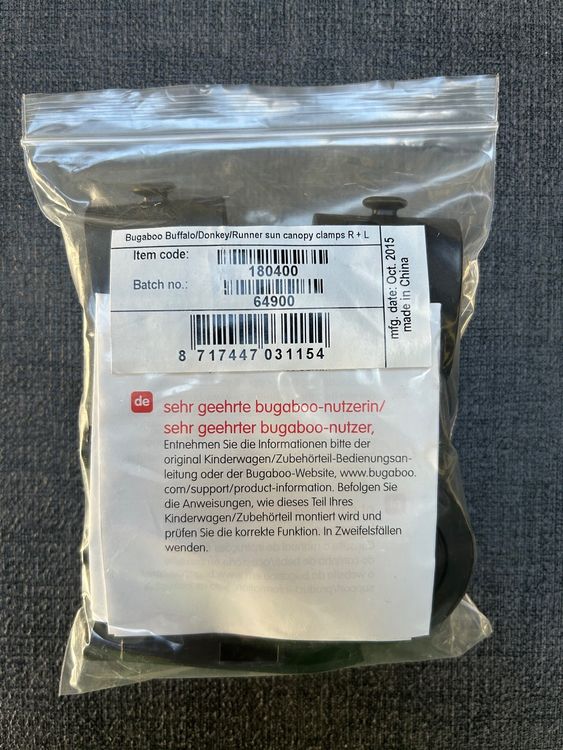 Bugaboo Buffalo/Donkey/Runner sun canopy clamps R + L
Item code:
180400
Batch no.:
64900
8 717447 031154
mfg. date: Oct. 2015
made in China
de
sehr geehrte bugaboo-nutzerin/
sehr geehrter bugaboo-nutzer,
Entnehmen Sie die Informationen bitte der
original Kinderwagen/Zubehörteil-Bedienungsan-
leitung oder der Bugaboo-Website, www.bugaboo.
com/support/product-information. Befolgen Sie
die Anweisungen, wie dieses Teil Ihres
Kinderwagen/Zubehörteil montiert wird und
prüfen Sie die korrekte Funktion. In Zweifelsfällen
wenden.